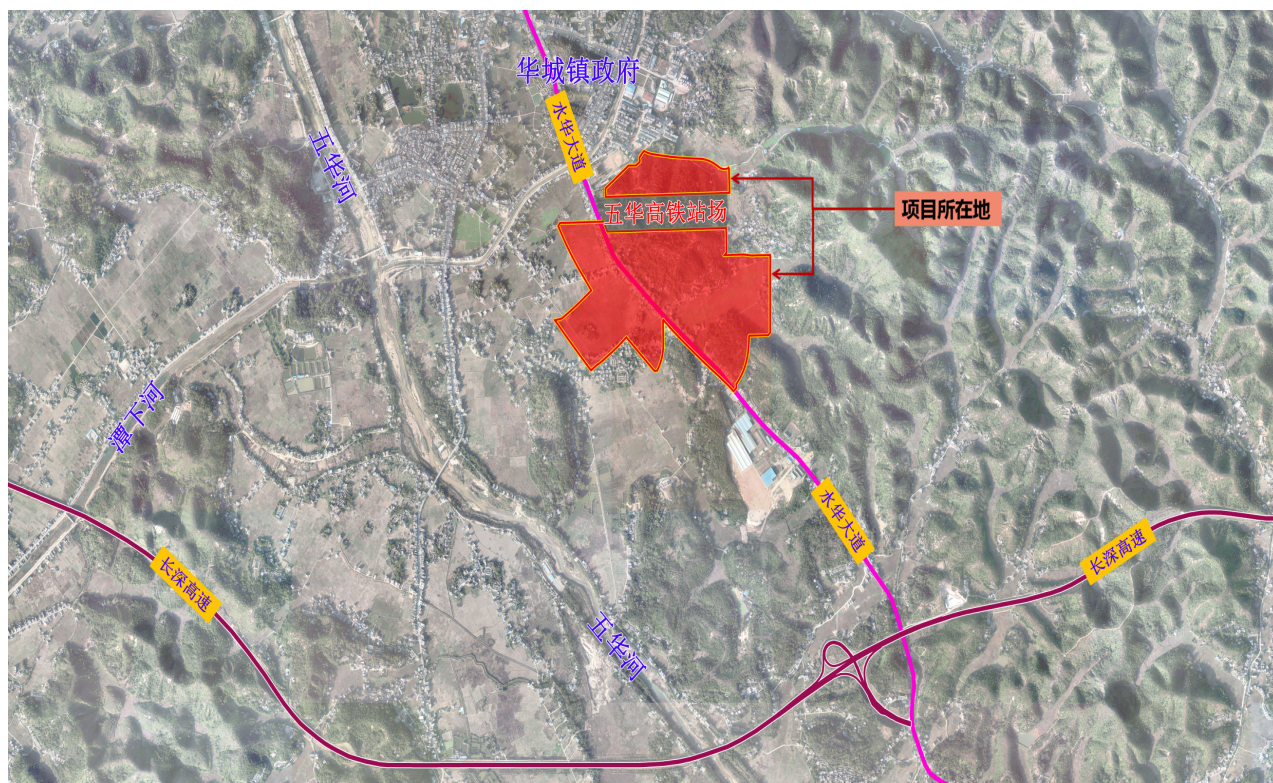 华城镇政府
水华大道
五华河
五华高铁站场
项目所在地
潭下河
水华大道
长深高速
长深高速
五华河